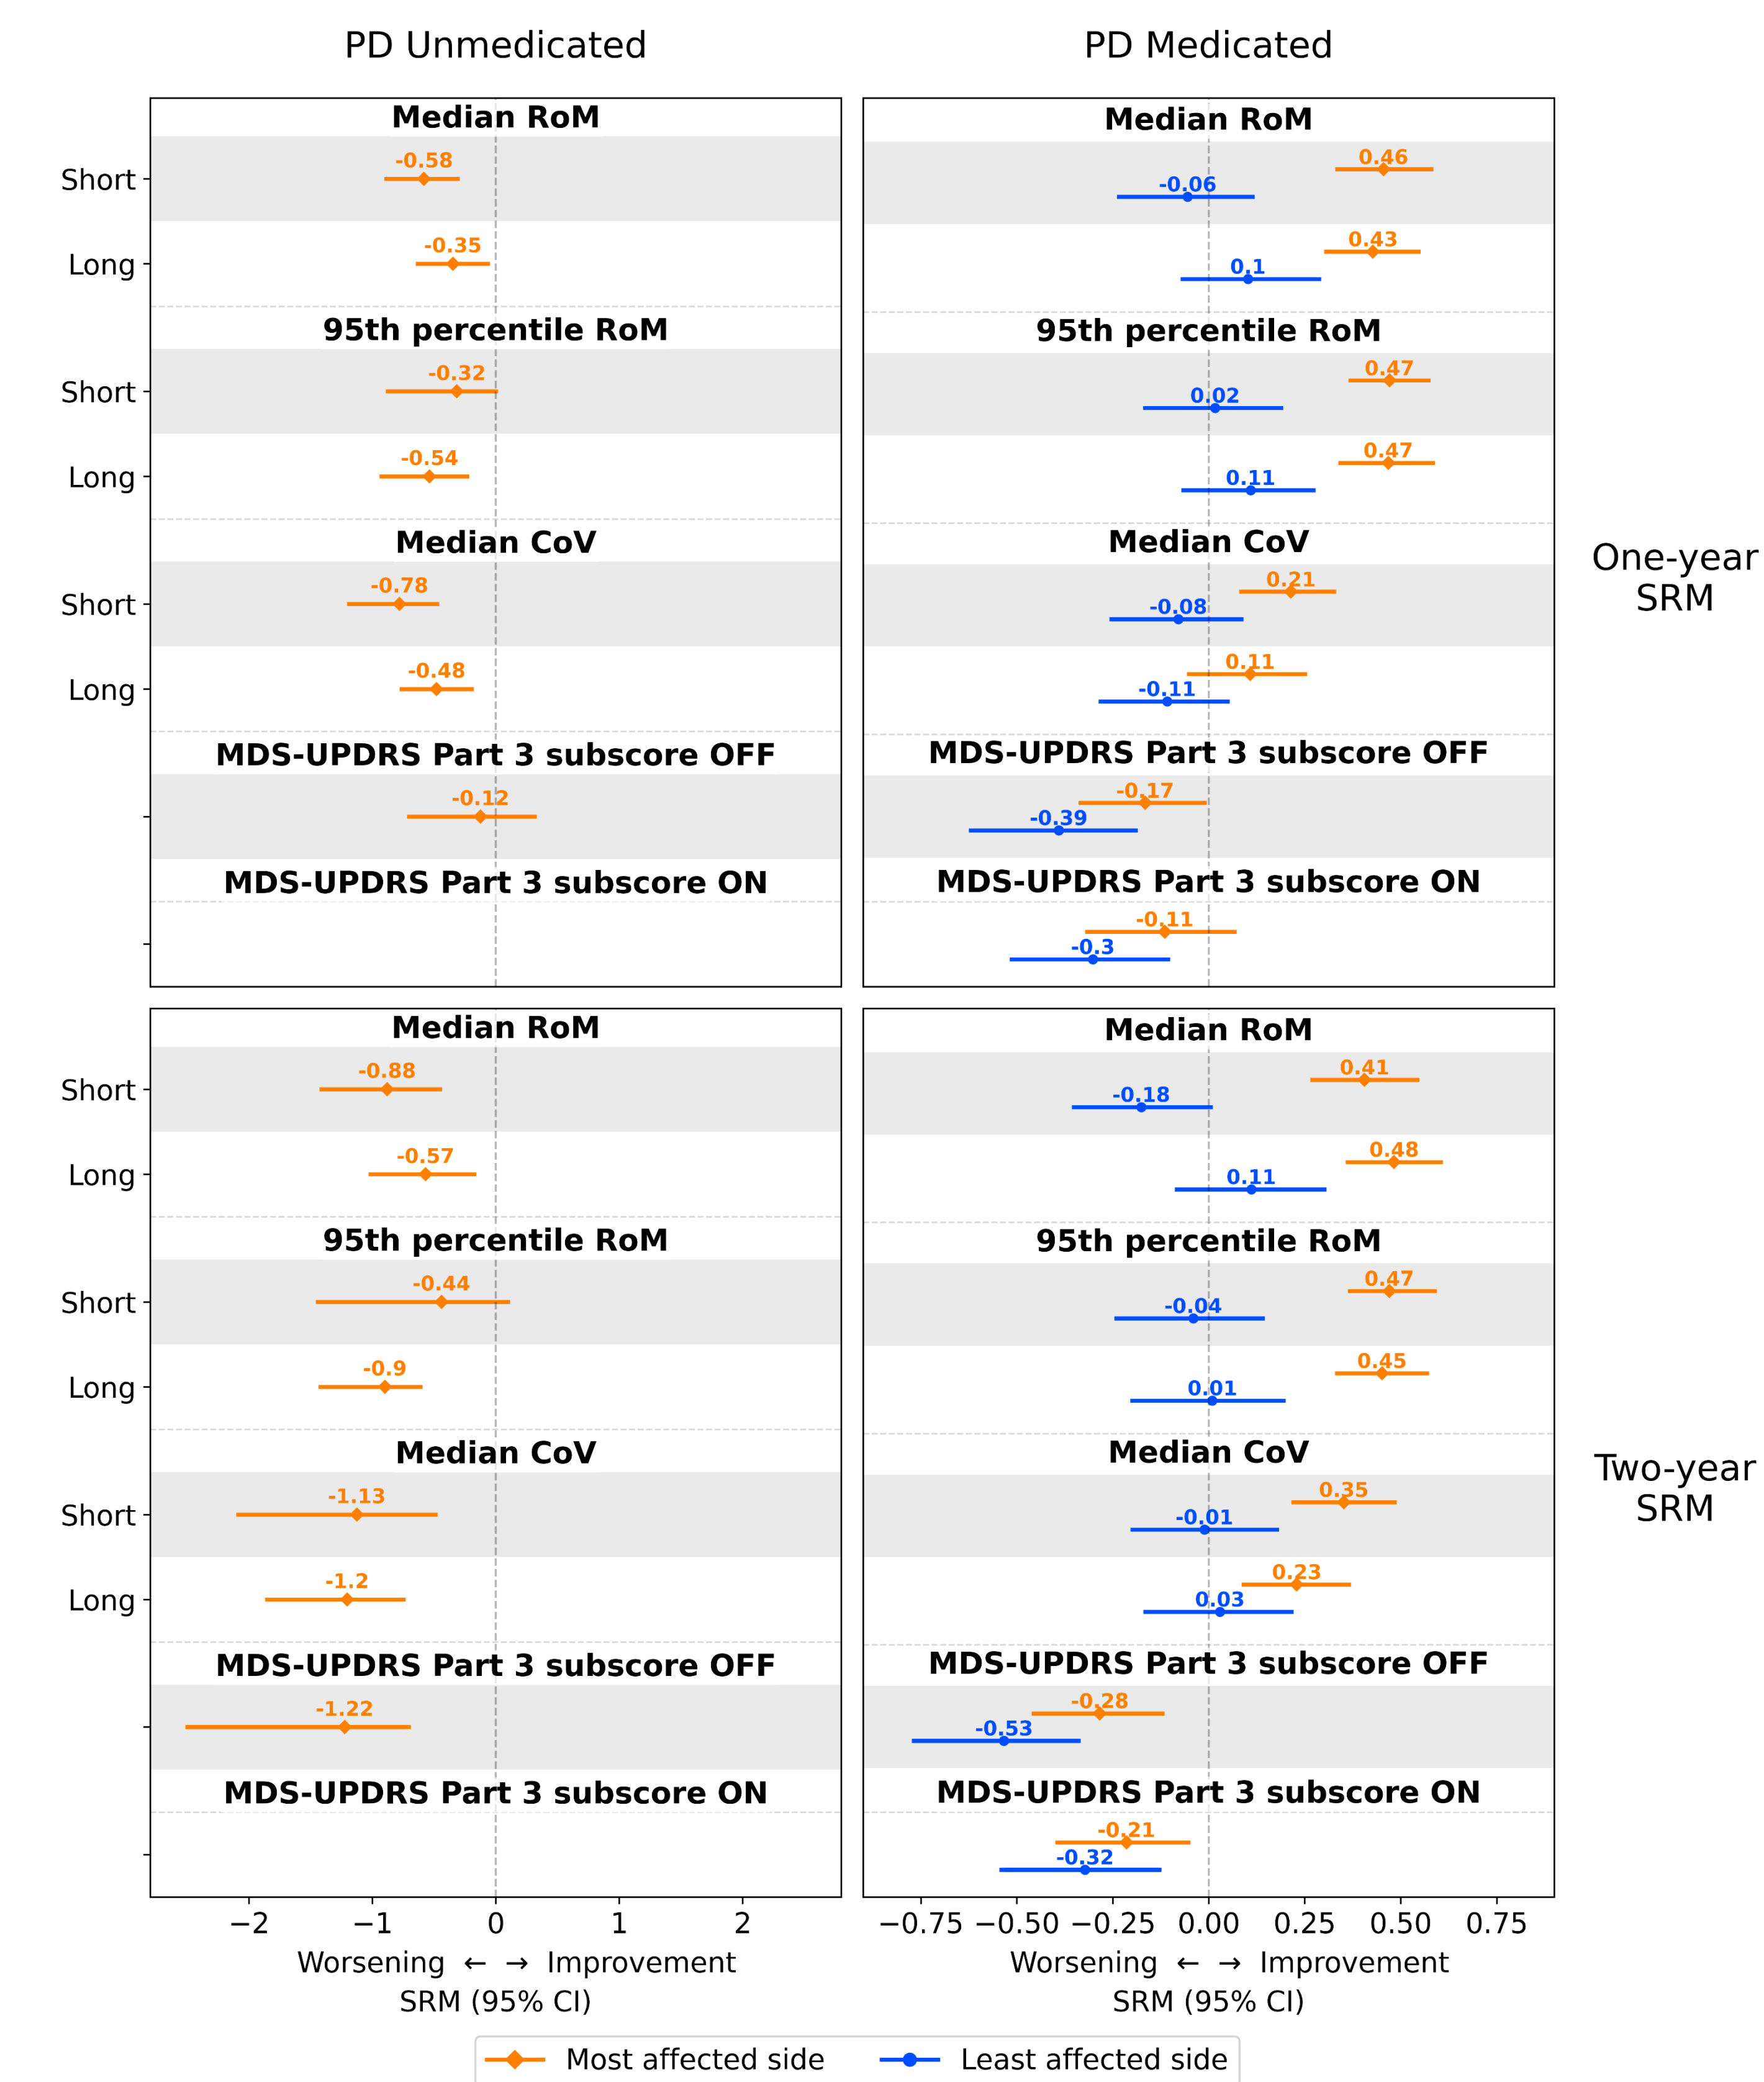 PD Unmedicated
PD Medicated
Median RoM
Short
-0.58
Long
-0.35
95th percentile RoM
Short
-0.32
Long
-0.54
Median CoV
Short
-0.78
Long
-0.48
MDS-UPDRS Part 3 subscore OFF
-0.12
MDS-UPDRS Part 3 subscore ON
Median RoM
0.46
-0.06
0.43
0.1
95th percentile RoM
0.47
0.02
0.47
0.11
Median CoV
0.21
-0.08
0.11
-0.11
MDS-UPDRS Part 3 subscore OFF
-0.17
-0.39
MDS-UPDRS Part 3 subscore ON
-0.11
-0.3
One-year
SRM
Median RoM
Short
-0.88
Long
-0.57
95th percentile RoM
Short
-0.44
Long
-0.9
Median CoV
Short
-1.13
Long
-1.2
MDS-UPDRS Part 3 subscore OFF
-1.22
MDS-UPDRS Part 3 subscore ON
−2 −1 0 1 2
Worsening ← → Improvement
SRM (95% CI)
Median RoM
0.41
-0.18
0.48
0.11
95th percentile RoM
0.47
-0.04
0.45
0.01
Median CoV
0.35
-0.01
0.23
0.03
MDS-UPDRS Part 3 subscore OFF
-0.28
-0.53
MDS-UPDRS Part 3 subscore ON
-0.21
-0.32
−0.75 −0.50 −0.25 0.00 0.25 0.50 0.75
Worsening ← → Improvement
SRM (95% CI)
Two-year
SRM
Most affected side
Least affected side